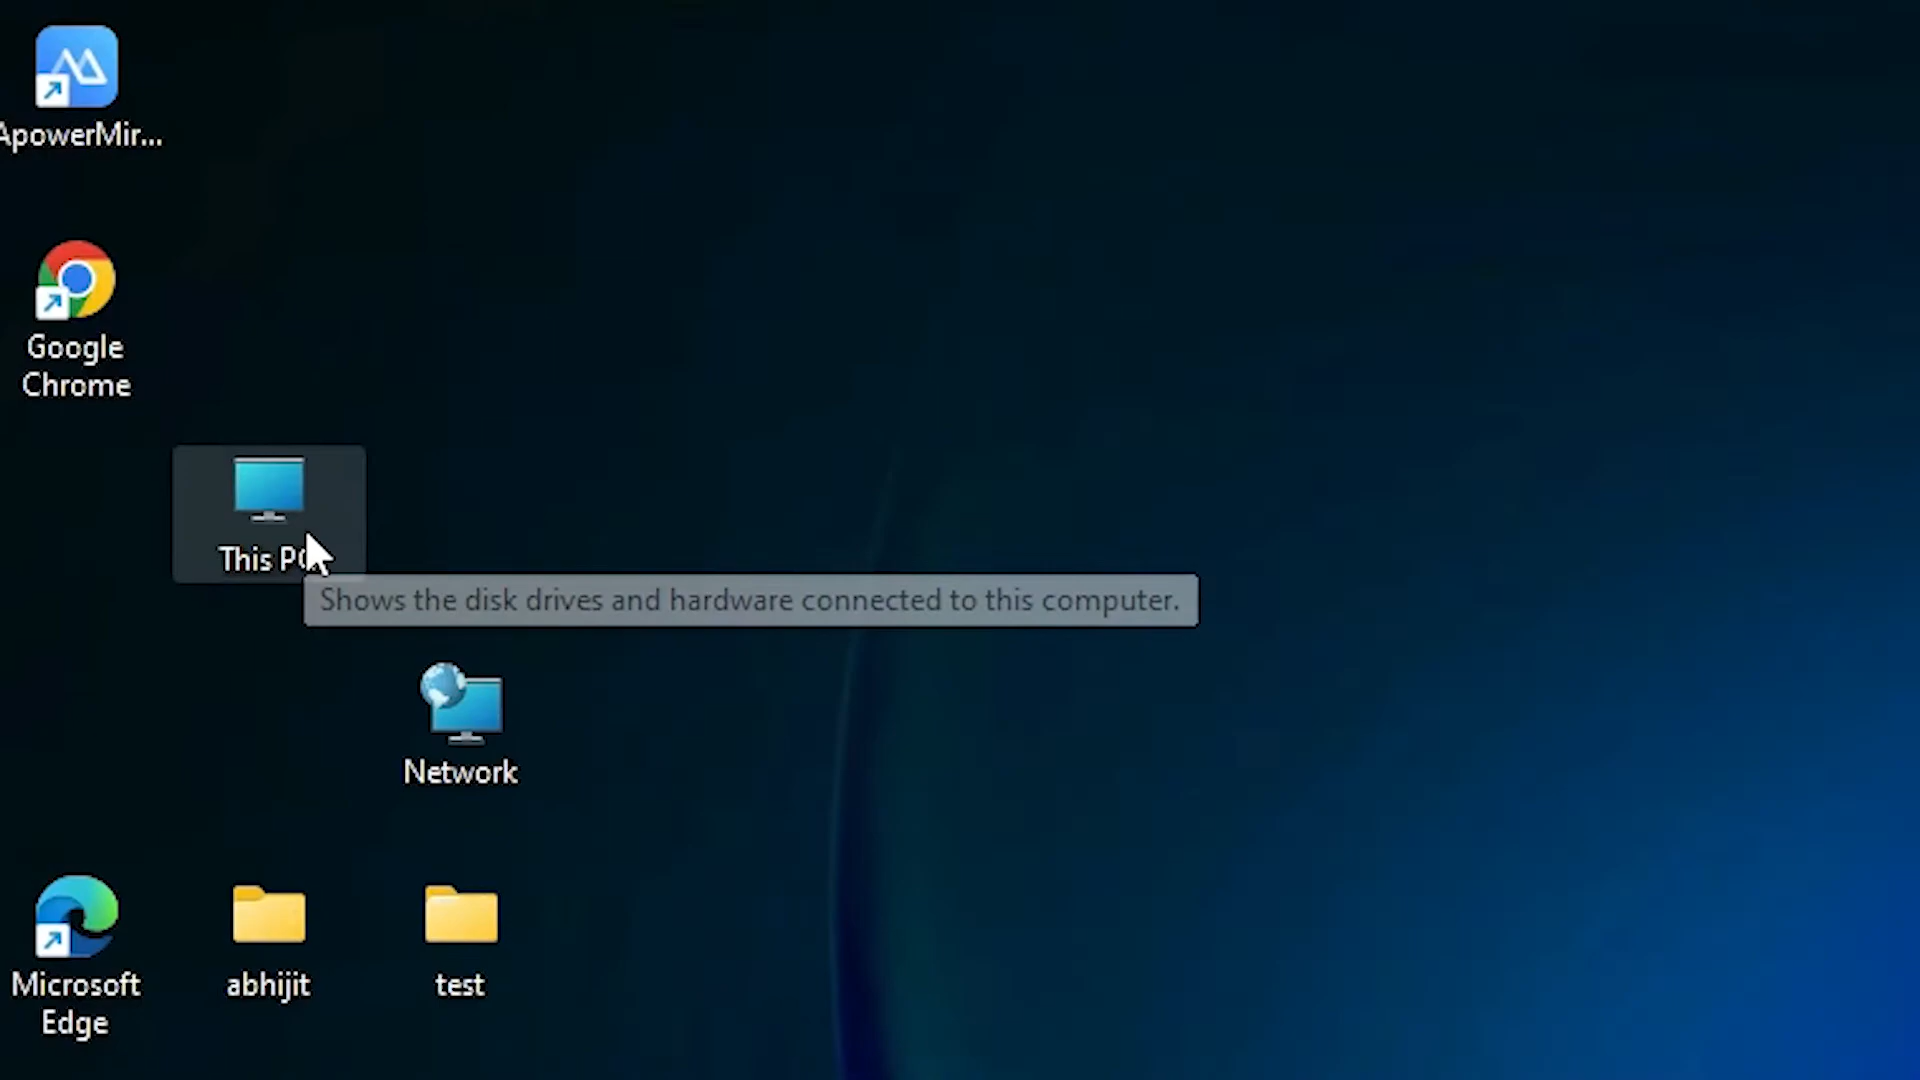 ApowerMir...
Google
Chrome
This PC
Shows the disk drives and hardware connected to this computer.
Network
Microsoft
Edge
abhijit
test